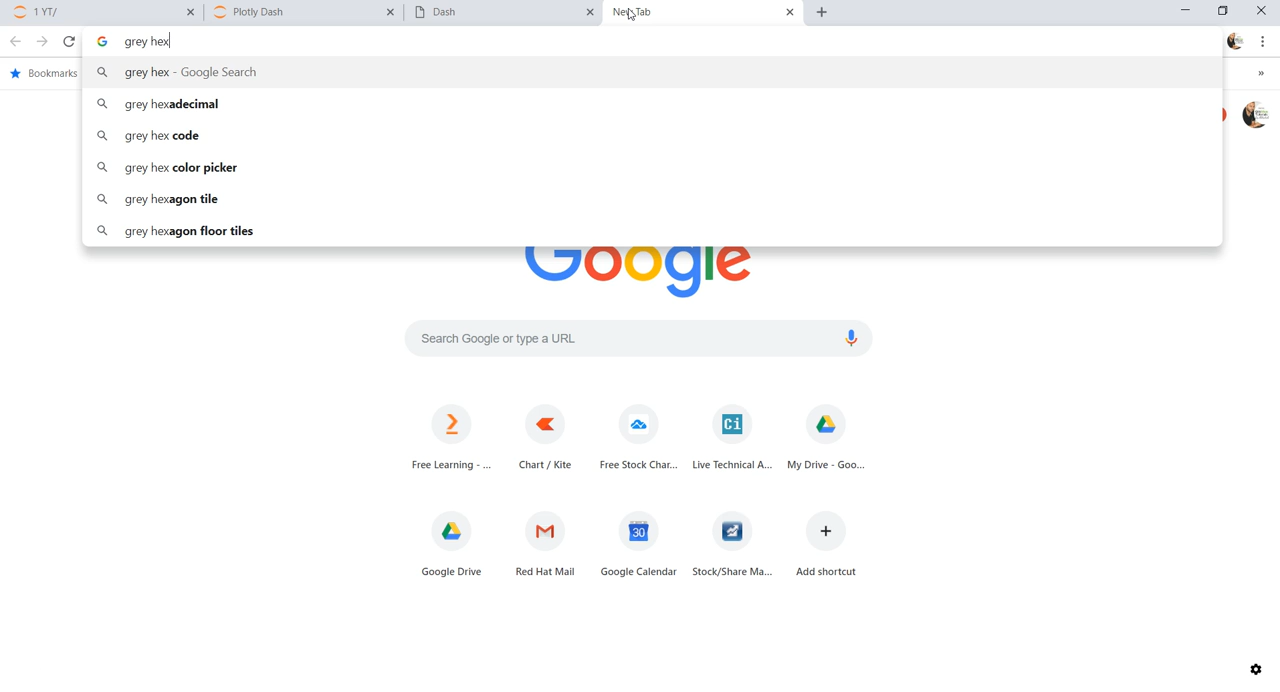 1 YT/
Plotly Dash
Dash
New Tab
grey hex
Bookmarks
»
grey hex - Google Search
grey hexadecimal
grey hex code
grey hex color picker
grey hexagon tile
grey hexagon floor tiles
Google
Search Google or type a URL
Ci
Free Learning - ...
Chart / Kite
Free Stock Char...
Live Technical A...
My Drive - Goo...
30
Google Drive
Red Hat Mail
Google Calendar
Stock/Share Ma...
Add shortcut